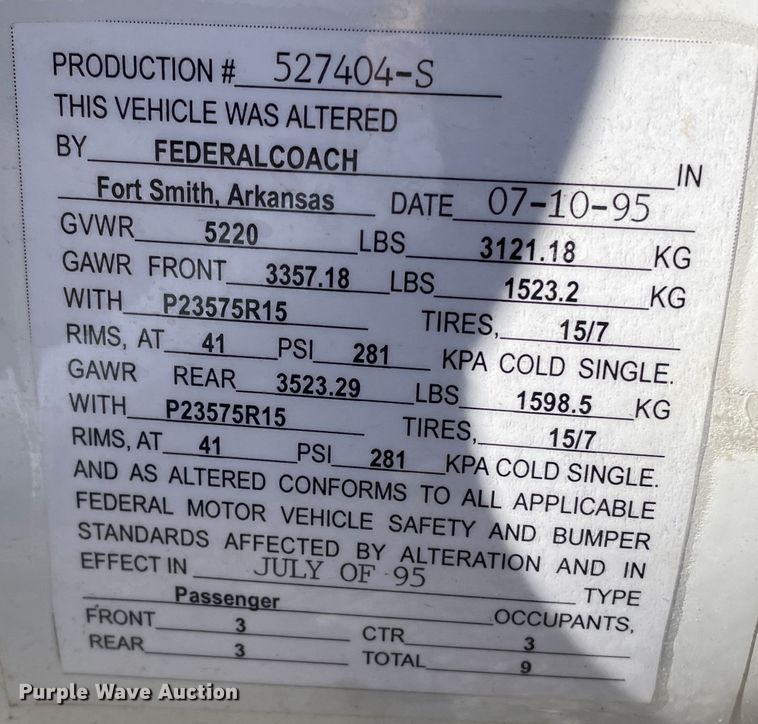 PRODUCTION # 527404-S
THIS VEHICLE WAS ALTERED
BY FEDERALCOACH IN
Fort Smith, Arkansas DATE 07-10-95
GVWR 5220 LBS 3121.18 KG
GAWR FRONT 3357.18 LBS 1523.2 KG
WITH P23575R15 TIRES, 15/7
RIMS, AT 41 PSI 281 KPA COLD SINGLE.
GAWR REAR 3523.29 LBS 1598.5 KG
WITH P23575R15 TIRES, 15/7
RIMS, AT 41 PSI 281 KPA COLD SINGLE.
AND AS ALTERED CONFORMS TO ALL APPLICABLE
FEDERAL MOTOR VEHICLE SAFETY AND BUMPER
STANDARDS AFFECTED BY ALTERATION AND IN
EFFECT IN JULY OF 95 TYPE
Passenger OCCUPANTS,
FRONT 3 CTR 3
REAR 3 TOTAL 9
Purple Wave Auction